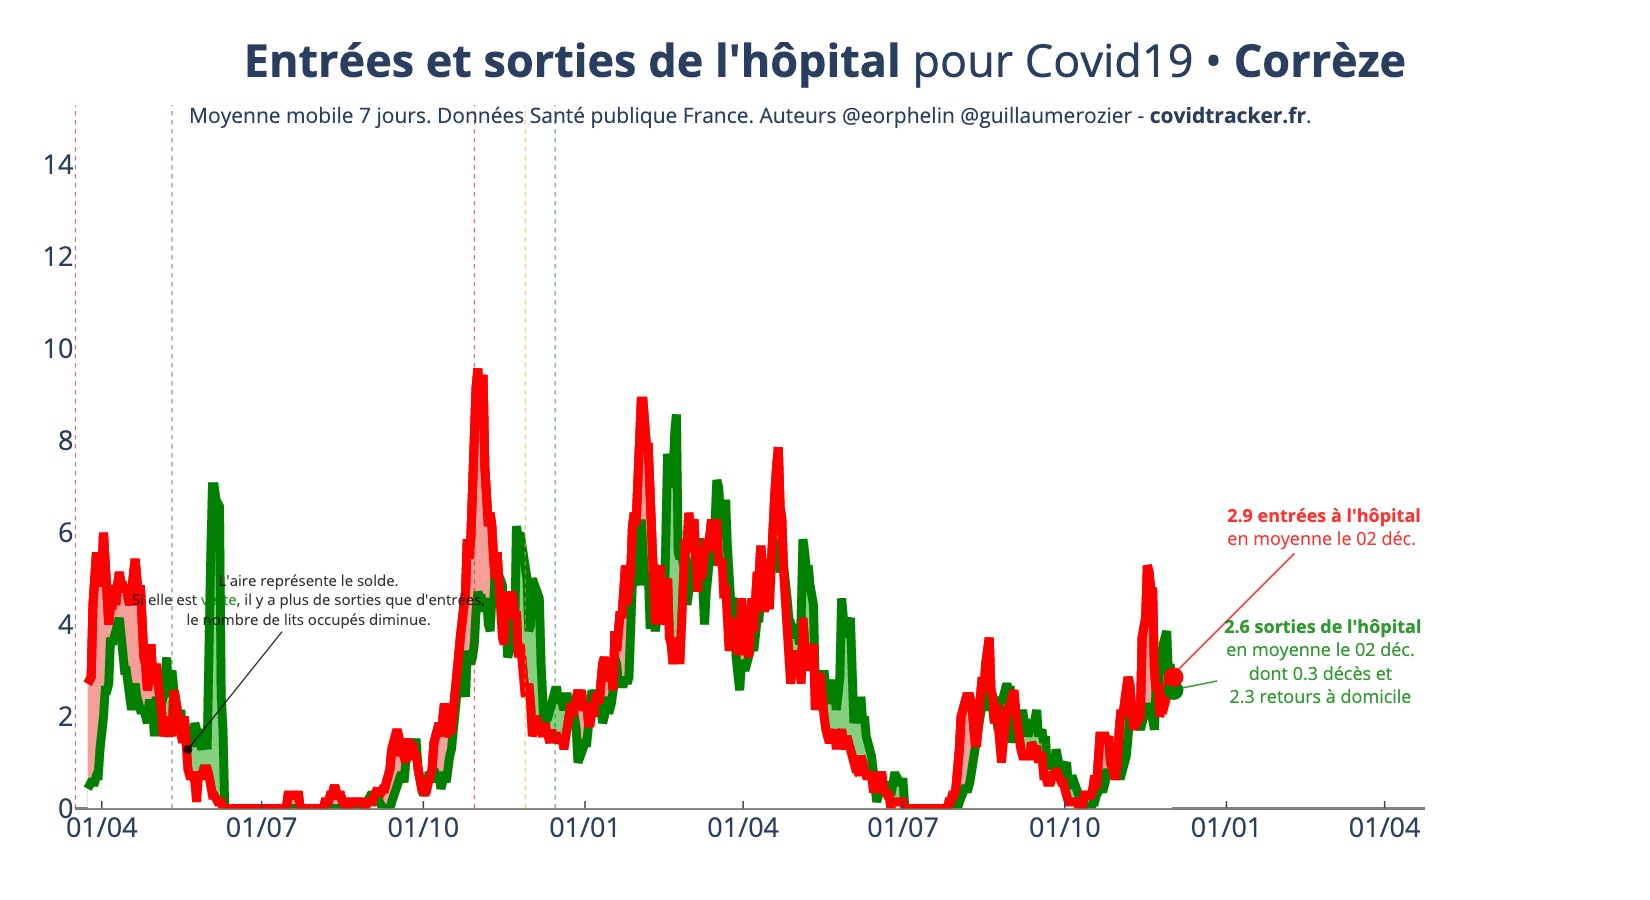 Entrées et sorties de l'hôpital pour Covid19 • Corrèze
Moyenne mobile 7 jours. Données Santé publique France. Auteurs @eorphelin @guillaumerozier - covidtracker.fr.
14
12
10
8
6
4
2
0
2.9 entrées à l'hôpital
en moyenne le 02 déc.
L'aire représente le solde.
Si elle est verte, il y a plus de sorties que d'entrées,
le nombre de lits occupés diminue.
2.6 sorties de l'hôpital
en moyenne le 02 déc.
dont 0.3 décès et
2.3 retours à domicile
01/04 01/07 01/10 01/01 01/04 01/07 01/10 01/01 01/04